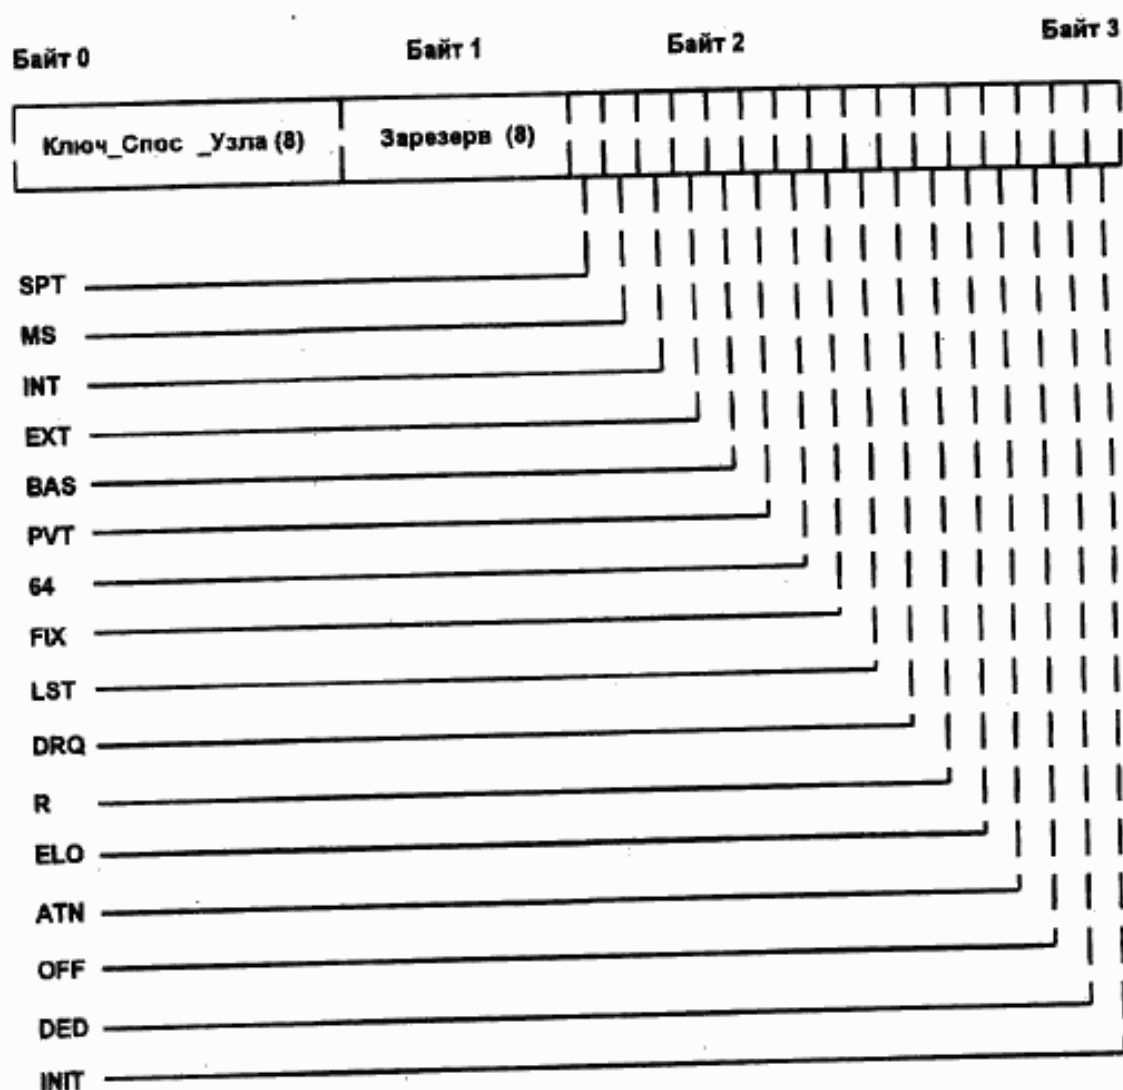 Байт 0 Байт 1 Байт 2 Байт 3
Ключ_Спос _Узла (8) Зарезерв (8)
SPT
MS
INT
EXT
BAS
PVT
64
FIX
LST
DRQ
R
ELO
ATN
OFF
DED
INIT